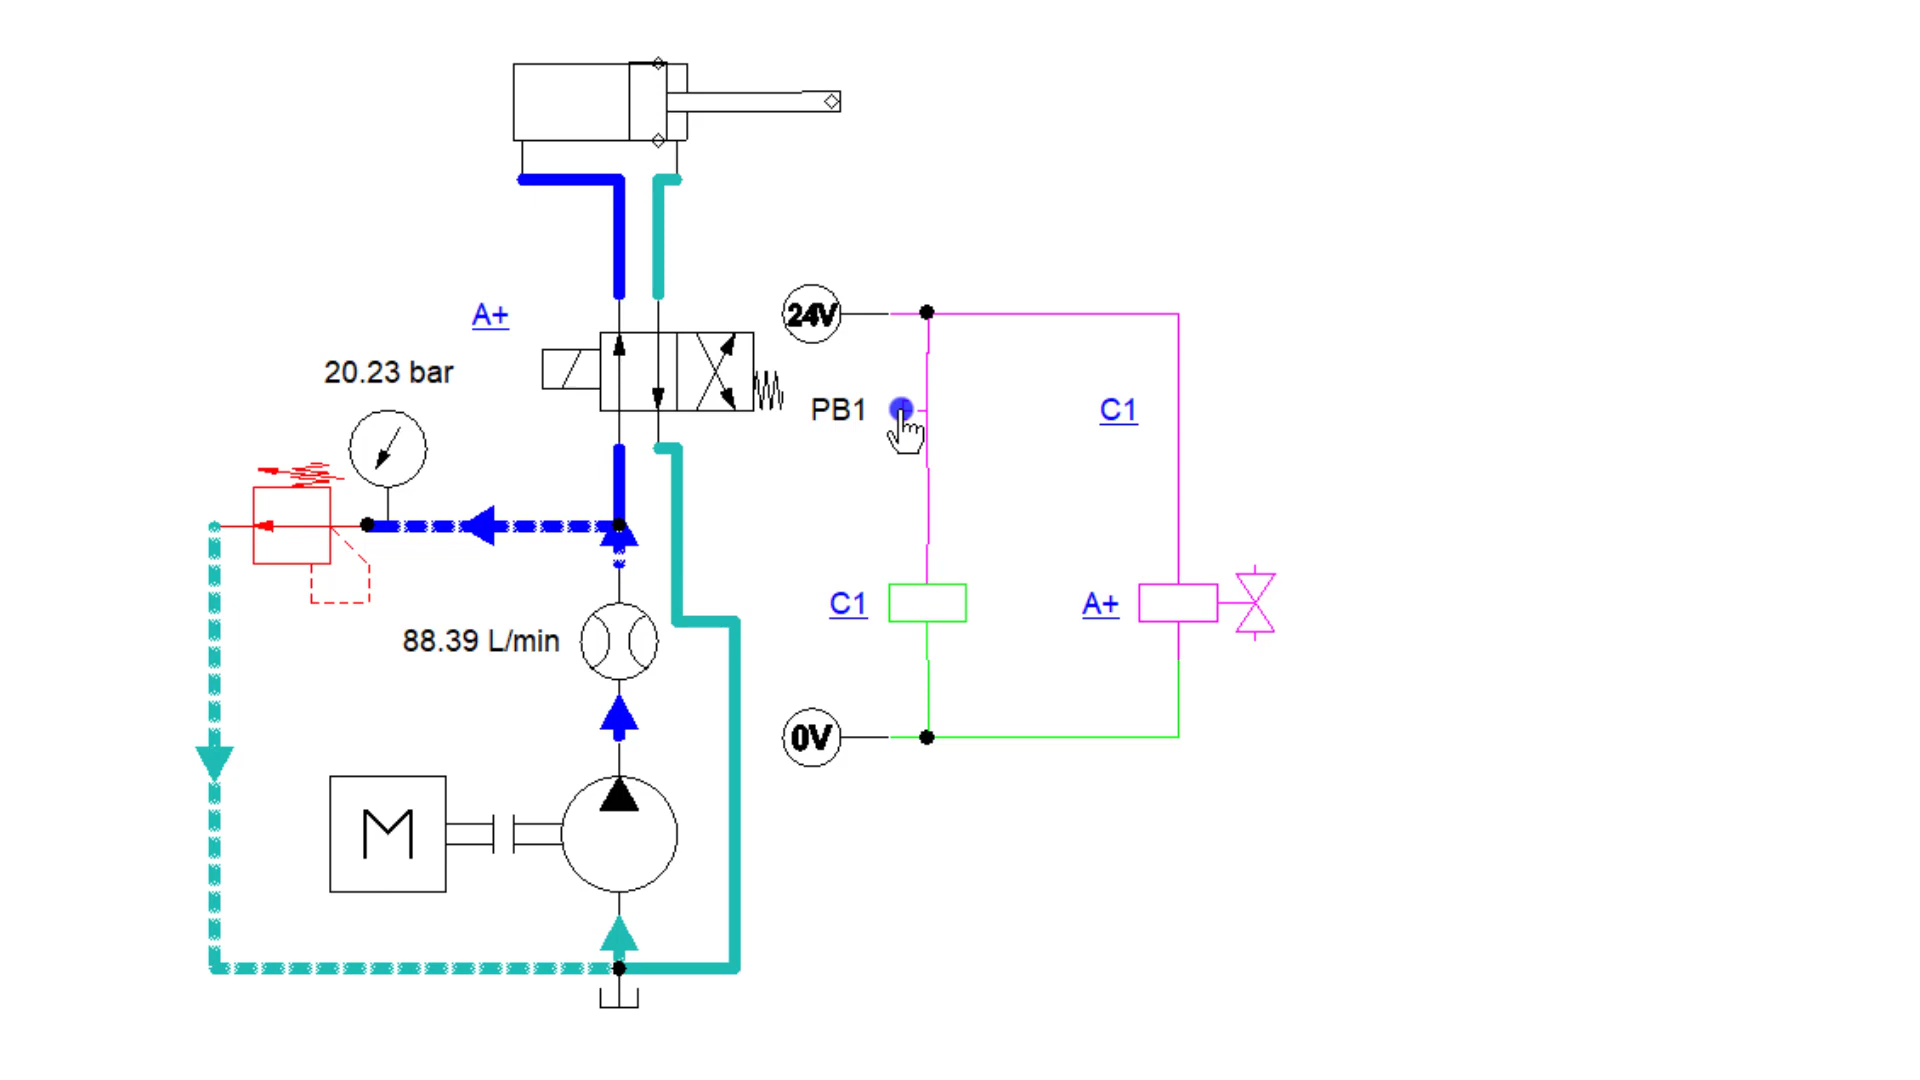 A+
24V
20.23 bar
PB1
C1
C1
A+
88.39 L/min
0V
M